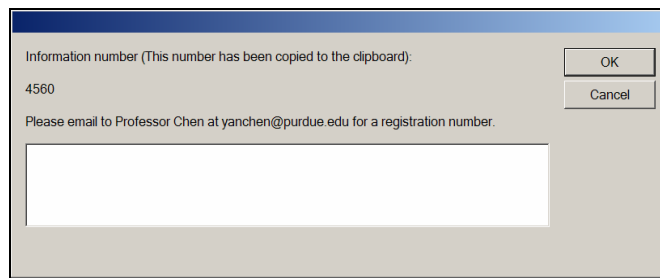 Information number (This number has been copied to the clipboard):
OK
4560
Cancel
Please email to Professor Chen at yanchen@purdue.edu for a registration number.